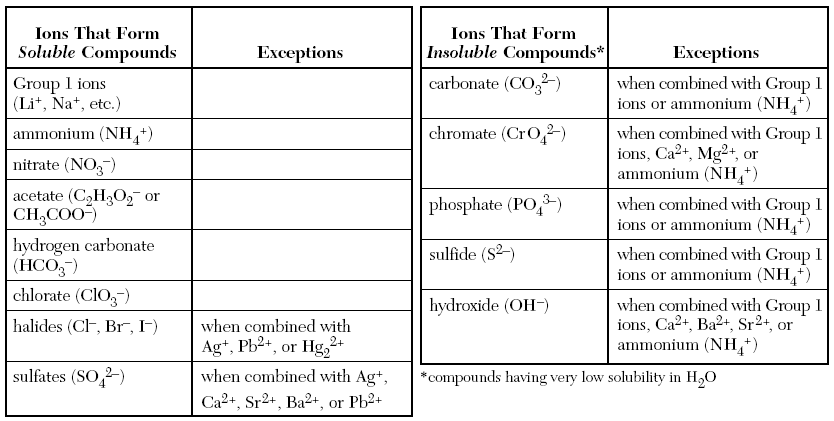 Ions That Form
Soluble Compounds
Exceptions
Group 1 ions
(Li⁺, Na⁺, etc.)
ammonium (NH₄⁺)
nitrate (NO₃⁻)
acetate (C₂H₃O₂⁻ or
CH₃COO⁻)
hydrogen carbonate
(HCO₃⁻)
chlorate (ClO₃⁻)
halides (Cl⁻, Br⁻, I⁻)
when combined with
Ag⁺, Pb²⁺, or Hg₂²⁺
sulfates (SO₄²⁻)
when combined with Ag⁺,
Ca²⁺, Sr²⁺, Ba²⁺, or Pb²⁺
Ions That Form
Insoluble Compounds*
Exceptions
carbonate (CO₃²⁻)
when combined with Group 1
ions or ammonium (NH₄⁺)
chromate (CrO₄²⁻)
when combined with Group 1
ions, Ca²⁺, Mg²⁺, or
ammonium (NH₄⁺)
phosphate (PO₄³⁻)
when combined with Group 1
ions or ammonium (NH₄⁺)
sulfide (S²⁻)
when combined with Group 1
ions or ammonium (NH₄⁺)
hydroxide (OH⁻)
when combined with Group 1
ions, Ca²⁺, Ba²⁺, Sr²⁺, or
ammonium (NH₄⁺)
*compounds having very low solubility in H₂O